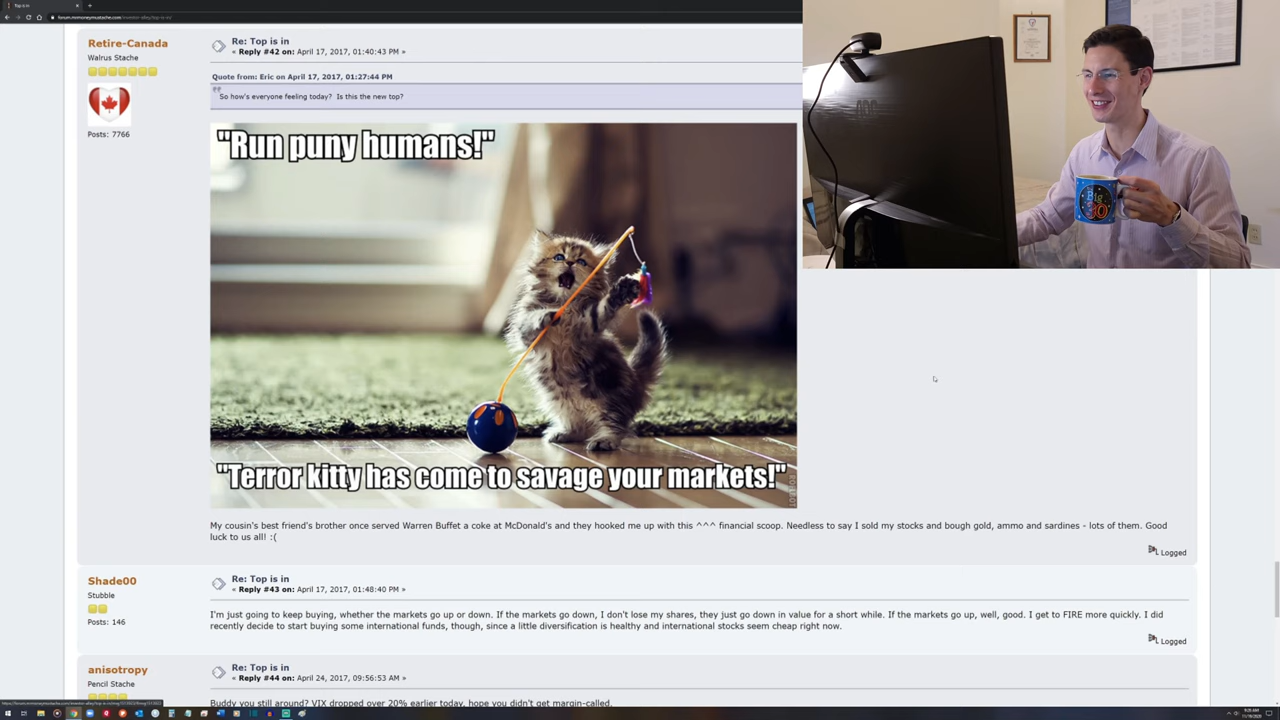 Top is in
forum.mrmoneymustache.com/investor-alley/top-is-in/
Retire-Canada
Walrus Stache
Posts: 7766
Re: Top is in
« Reply #42 on: April 17, 2017, 01:40:43 PM »
Quote from: Eric on April 17, 2017, 01:27:44 PM
So how's everyone feeling today?  Is this the new top?
"Run puny humans!"
"Terror kitty has come to savage your markets!"
My cousin's best friend's brother once served Warren Buffet a coke at McDonald's and they hooked me up with this ^^^ financial scoop. Needless to say I sold my stocks and bough gold, ammo and sardines - lots of them. Good
luck to us all! :(
Logged
Shade00
Stubble
Posts: 146
Re: Top is in
« Reply #43 on: April 17, 2017, 01:48:40 PM »
I'm just going to keep buying, whether the markets go up or down. If the markets go down, I don't lose my shares, they just go down in value for a short while. If the markets go up, well, good. I get to FIRE more quickly. I did
recently decide to start buying some international funds, though, since a little diversification is healthy and international stocks seem cheap right now.
Logged
anisotropy
Pencil Stache
Re: Top is in
« Reply #44 on: April 24, 2017, 09:56:53 AM »
Buddy you still around? VIX dropped over 20% earlier today, hope you didn't get margin-called.